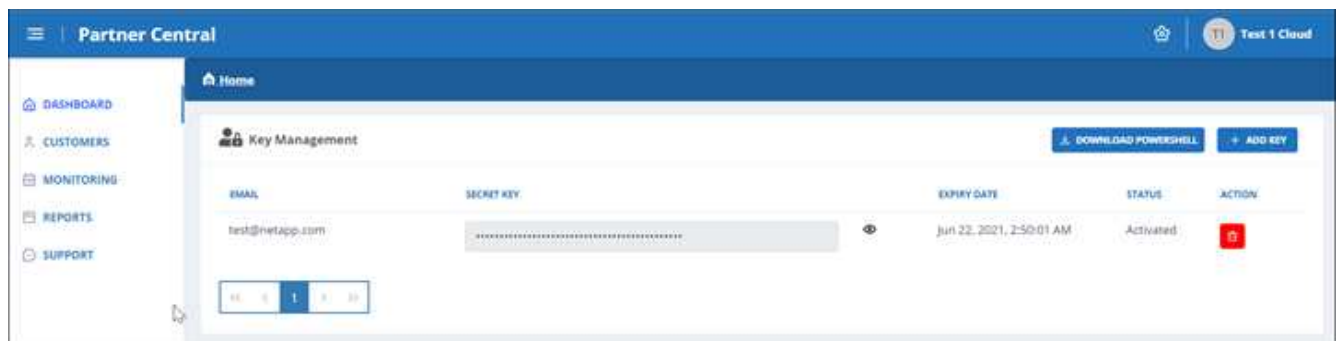 Partner Central
T1 Test 1 Cloud
Home
DASHBOARD
CUSTOMERS
MONITORING
REPORTS
SUPPORT
Key Management
DOWNLOAD POWERSHELL
+ ADD KEY
EMAIL SECRET KEY EXPIRY DATE STATUS ACTION
test@netapp.com •••••••••••••••••••••••••••••••••••••••••••• Jun 22, 2021, 2:50:01 AM Activated
« ‹ 1 › »